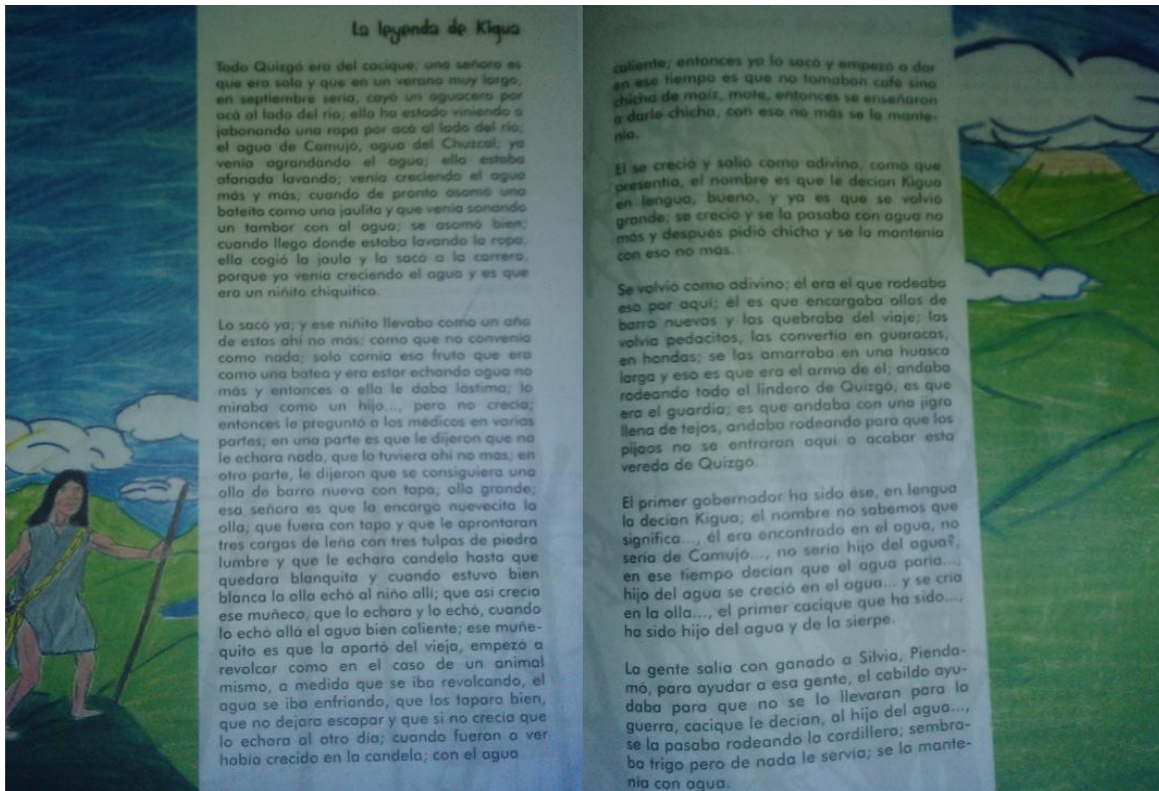 La leyenda de Kigua
Todo Quizgó era del cacique; una señora es
que era sola y que en un verano muy largo,
en septiembre sería, cayó un aguacero por
acá al lado del río; ella ha estado viniendo a
jabonando una ropa por acá al lado del río;
el agua de Camujó, agua del Chuzcal; ya
venía agrandando el agua; ella estaba
afanada lavando; venía creciendo el agua
más y más; cuando de pronto asomó una
bateita como una jaulita y que venía sonando
un tambor con al agua; se asomó bien;
cuando llego donde estaba lavando la ropa,
ella cogió la jaula y la sacó a la carrera,
porque ya venía creciendo el agua y es que
era un niñito chiquitico.
Lo sacó ya; y ese niñito llevaba como un año
de estas ahí no más; como que no convenía
como nada; solo comía esa fruta que era
como una batea y era estar echando agua no
más y entonces a ella le daba lástima; lo
miraba como un hijo..., pero no crecía;
entonces le preguntó a los médicos en varias
partes, en una parte es que le dijeron que no
le echara nada, que lo tuviera ahí no mas; en
otra parte, le dijeron que se consiguiera una
olla de barro nueva con tapa; olla grande;
esa señora es que la encargo nuevecita la
olla, que fuera con tapa y que le aprontaran
tres cargas de leña con tres tulpas de piedra
lumbre y que le echara candela hasta que
quedara blanquita y cuando estuvo bien
blanca la olla echó al niño alli; que así crecía
ese muñeco, que lo echara y lo echó, cuando
lo echó allá el agua bien caliente; ese muñe-
quito es que la apartó del vieja, empezó a
revolcar como en el caso de un animal
mismo, a medida que se iba revolcando, el
agua se iba enfriando, que los tapara bien,
que no dejara escapar y que si no crecía que
lo echara al otro día; cuando fueron a ver
había crecido en la candela; con el agua
caliente; entonces ya lo sacó y empezó a dar
en ese tiempo es que no tomaban café sino
chicha de maíz, mote, entonces se enseñaron
a darle chicha, con eso no más se la mante-
nía.
El se creció y salió como adivino, como que
presentía, el nombre es que le decían Kigua
en lengua, bueno, y ya es que se volvió
grande; se creció y se la pasaba con agua no
más y después pidió chicha y se la mantenía
con eso no más.
Se volvió como adivino; él era el que rodeaba
eso por aquí; él es que encargaba ollas de
barro nuevas y las quebraba del viaje; las
volvía pedacitos, las convertía en guaracas,
en hondas; se las amarraba en una huasca
larga y eso es que era el arma de él; andaba
rodeando todo el lindero de Quizgó, es que
era el guardia; es que andaba con una jigra
llena de tejos, andaba rodeando para que los
pijaos no se entraran aquí a acabar esta
vereda de Quizgó.
El primer gobernador ha sido ese, en lengua
la decían Kigua; el nombre no sabemos que
significa..., él era encontrado en el agua, no
sería de Camujó..., no sería hijo del agua?,
en ese tiempo decían que el agua paría...,
hijo del agua se creció en el agua... y se cría
en la olla..., el primer cacique que ha sido...,
ha sido hijo del agua y de la sierpe.
La gente salía con ganado a Silvia, Pienda-
mó, para ayudar a esa gente, el cabildo ayu-
daba para que no se lo llevaran para la
guerra, cacique le decían, al hijo del agua...,
se la pasaba rodeando la cordillera; sembra-
ba trigo pero de nada le servía; se la mante-
nía con agua.